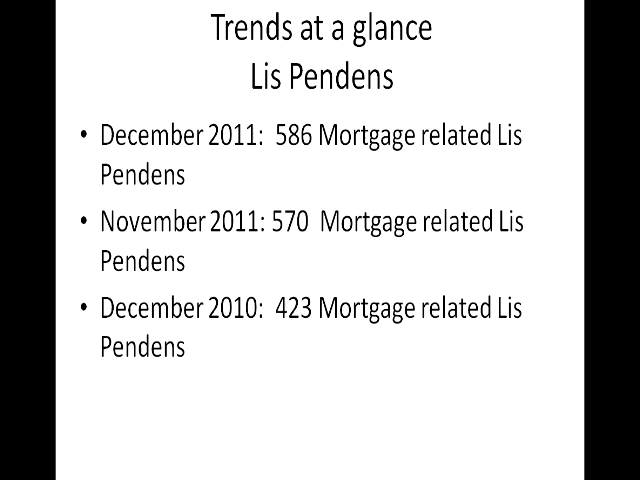 Trends at a glance
Lis Pendens
• December 2011:  586 Mortgage related Lis
Pendens
• November 2011: 570  Mortgage related Lis
Pendens
• December 2010:  423 Mortgage related Lis
Pendens